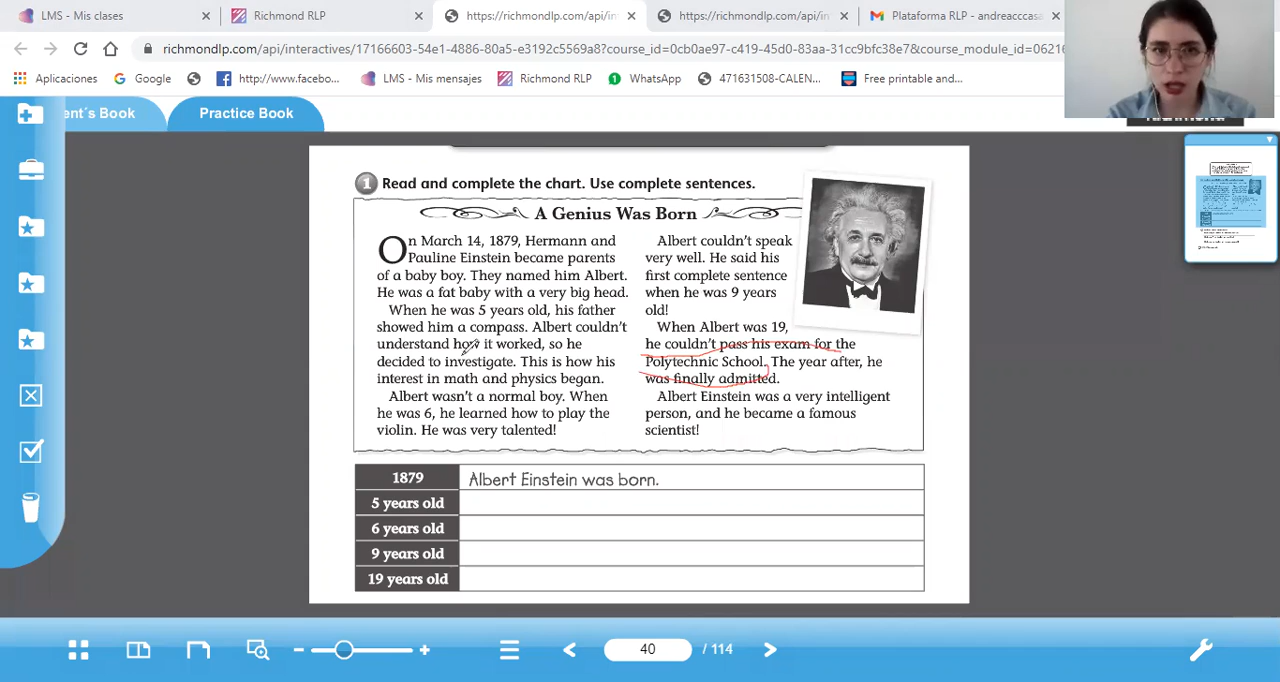 LMS - Mis clases
Richmond RLP
https://richmondlp.com/api/in
https://richmondlp.com/api/in
Plataforma RLP - andreacccasa
richmondlp.com/api/interactives/17166603-54e1-4886-80a5-e3192c5569a8?course_id=0cb0ae97-c419-45d0-83aa-31cc9bfc38e7&course_module_id=06216
Aplicaciones
Google
http://www.facebo...
LMS - Mis mensajes
Richmond RLP
WhatsApp
171631508-CALEN...
Free printable and...
ent´s Book
Practice Book
1 Read and complete the chart. Use complete sentences.
A Genius Was Born
On March 14, 1879, Hermann and
Pauline Einstein became parents
of a baby boy. They named him Albert.
He was a fat baby with a very big head.
When he was 5 years old, his father
showed him a compass. Albert couldn't
understand how it worked, so he
decided to investigate. This is how his
interest in math and physics began.
Albert wasn't a normal boy. When
he was 6, he learned how to play the
violin. He was very talented!
Albert couldn't speak
very well. He said his
first complete sentence
when he was 9 years
old!
When Albert was 19,
he couldn't pass his exam for the
Polytechnic School. The year after, he
was finally admitted.
Albert Einstein was a very intelligent
person, and he became a famous
scientist!
1879 Albert Einstein was born.
5 years old
6 years old
9 years old
19 years old
40 / 114